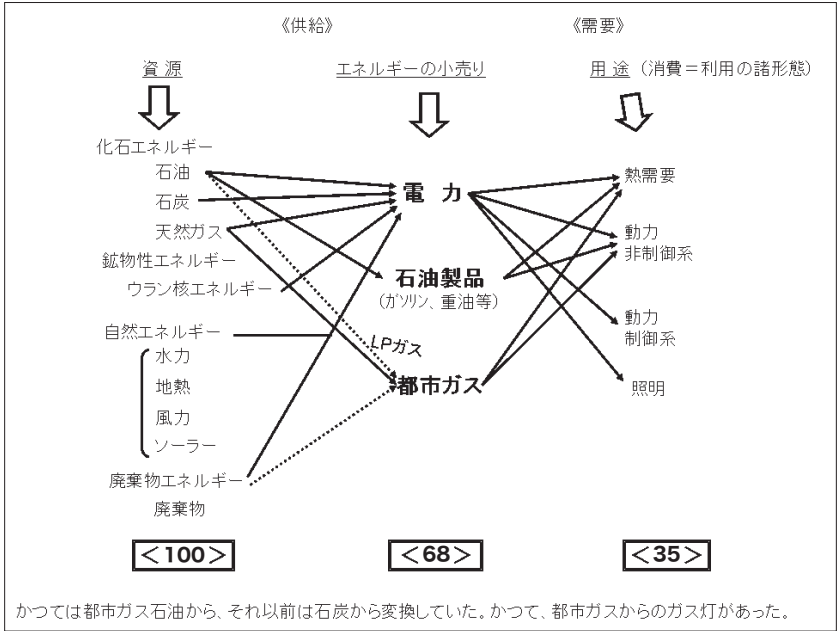 《供給》 《需要》
資 源 エネルギーの小売り 用 途 (消費=利用の諸形態)
化石エネルギー
石油
石炭
天然ガス
鉱物性エネルギー
ウラン核エネルギー
自然エネルギー
水力
地熱
風力
ソーラー
廃棄物エネルギー
廃棄物
電 力
石油製品
(ガソリン、重油等)
LPガス
都市ガス
熱需要
動力
非制御系
動力
制御系
照明
<100> <68> <35>
かつては都市ガス石油から、それ以前は石炭から変換していた。かつて、都市ガスからのガス灯があった。